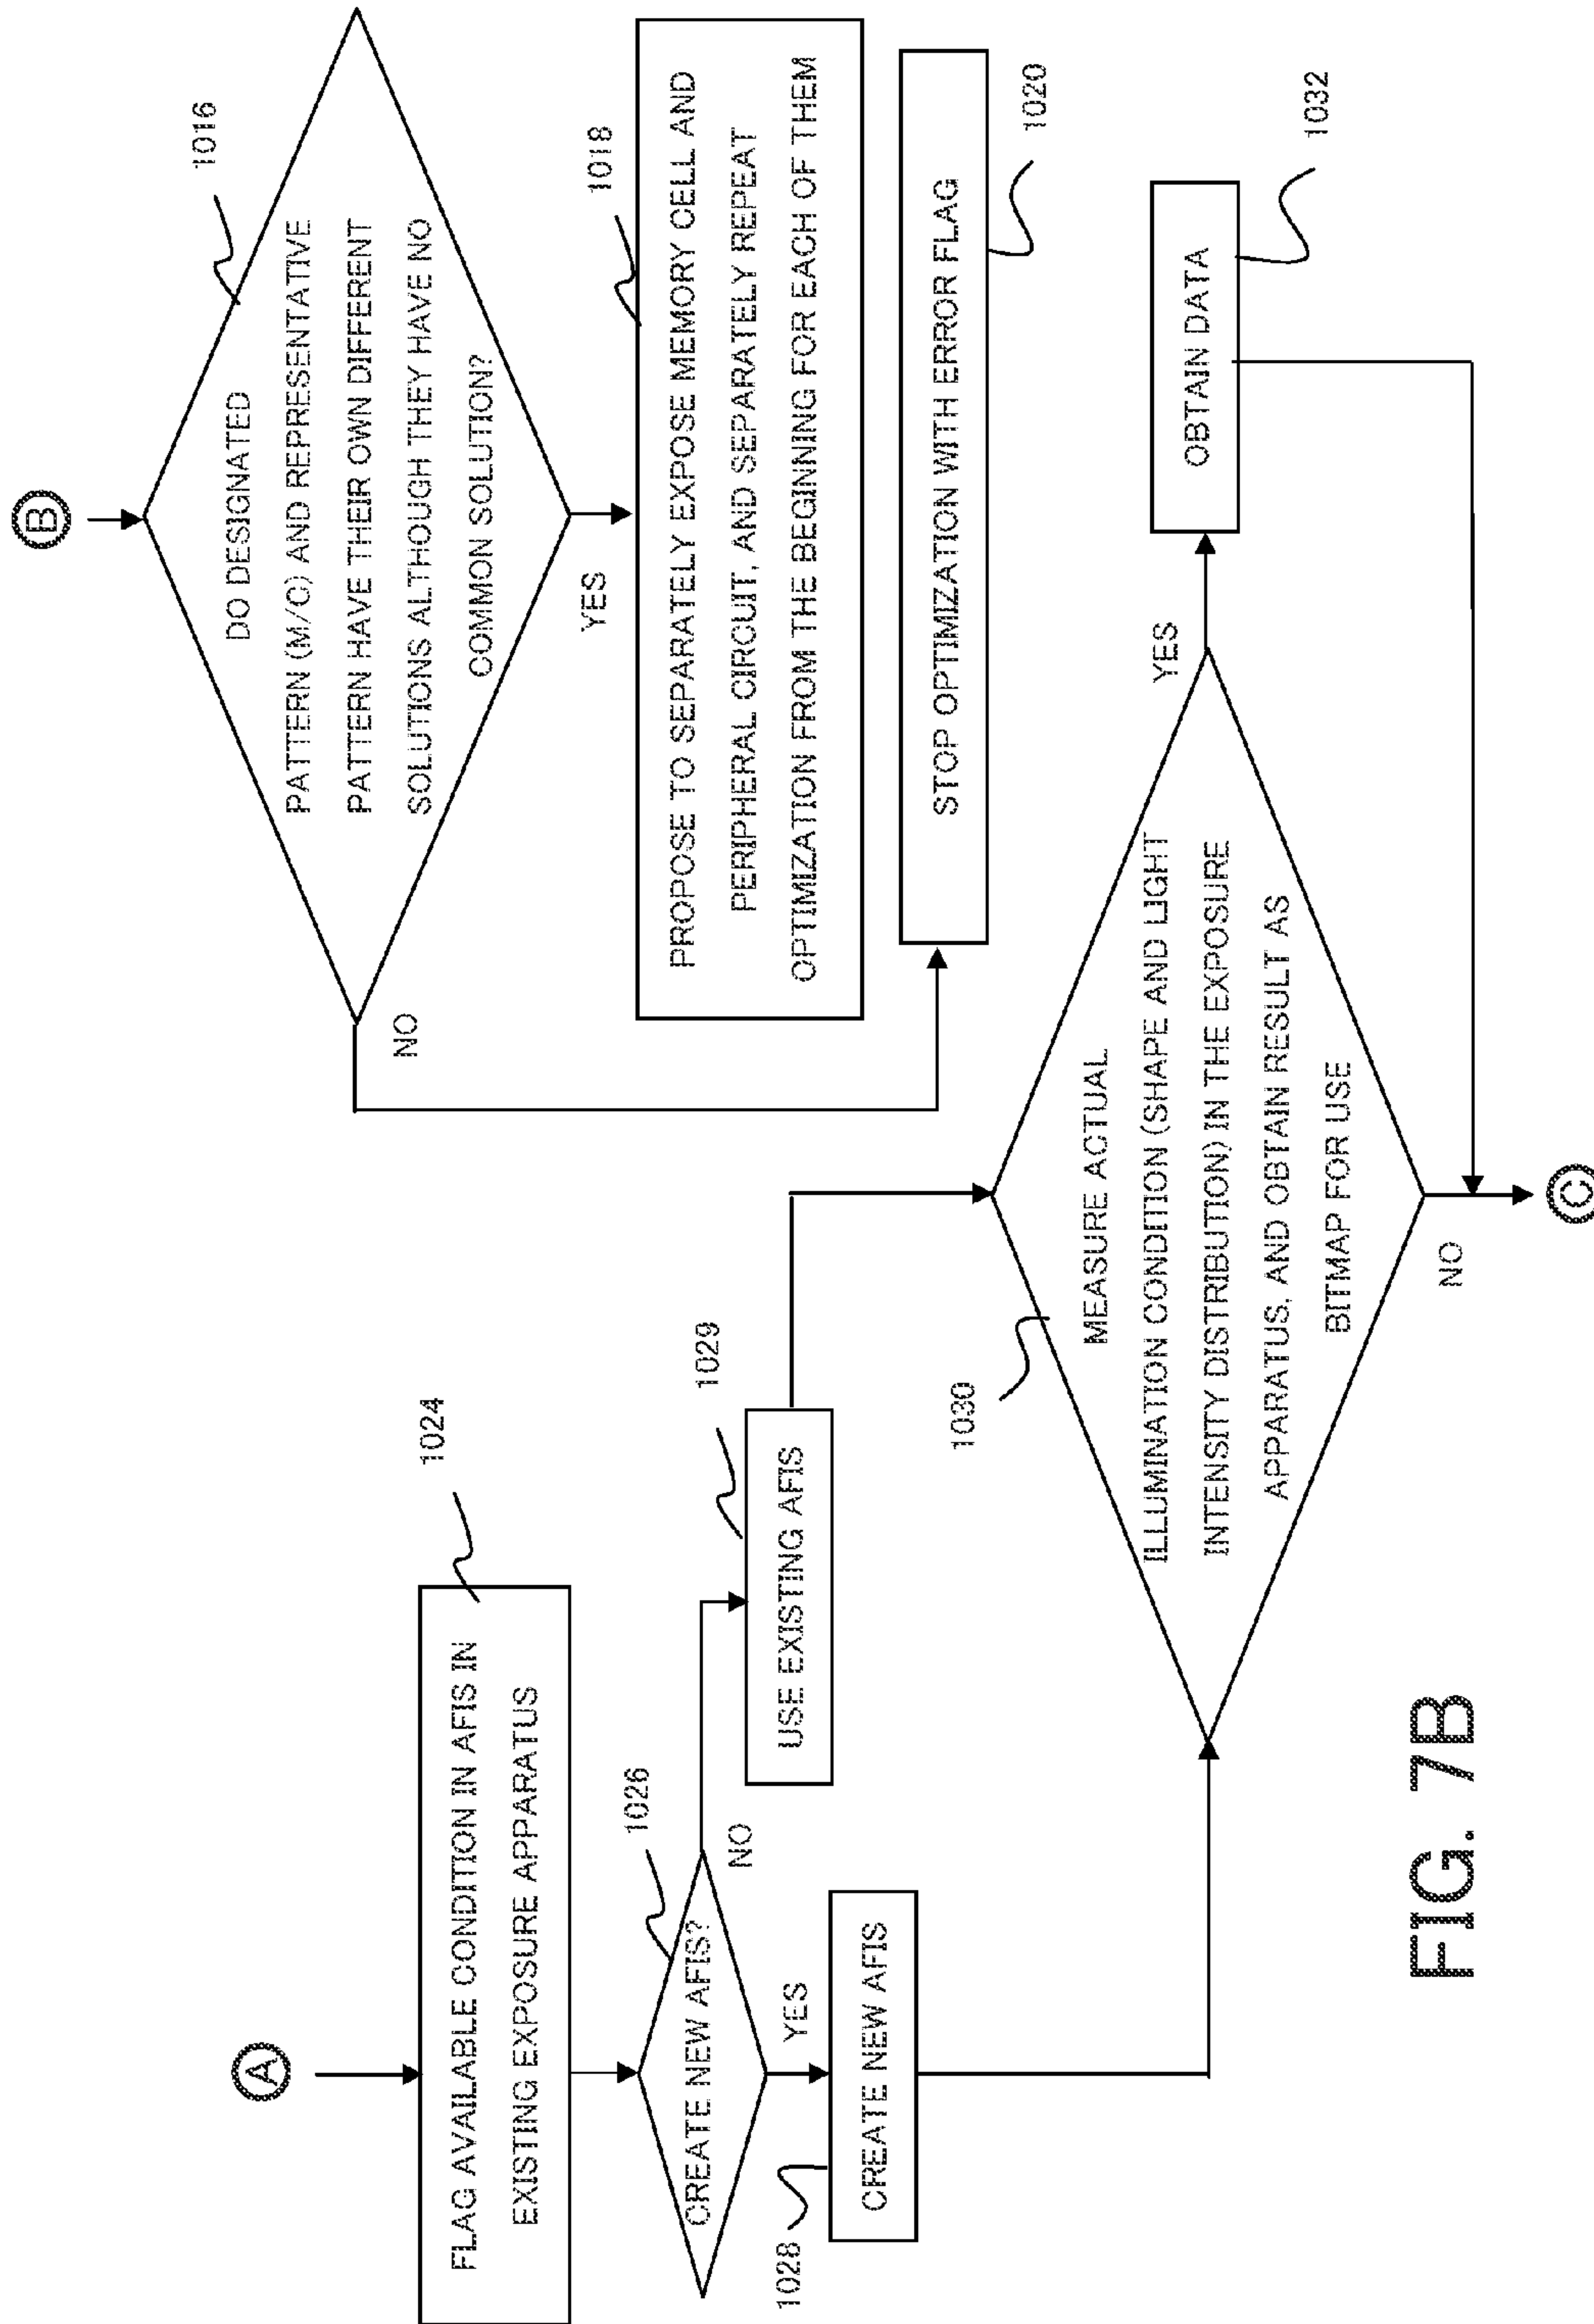 A
FLAG AVAILABLE CONDITION IN AFIS IN
EXISTING EXPOSURE APPARATUS
1024
CREATE NEW AFIS?
1026
NO
YES
CREATE NEW AFIS
1028
USE EXISTING AFIS
1029
B
DO DESIGNATED
PATTERN (M/O) AND REPRESENTATIVE
PATTERN HAVE THEIR OWN DIFFERENT
SOLUTIONS ALTHOUGH THEY HAVE NO
COMMON SOLUTION?
1016
NO
YES
PROPOSE TO SEPARATELY EXPOSE MEMORY CELL AND
PERIPHERAL CIRCUIT, AND SEPARATELY REPEAT
OPTIMIZATION FROM THE BEGINNING FOR EACH OF THEM
1018
STOP OPTIMIZATION WITH ERROR FLAG
1020
MEASURE ACTUAL
ILLUMINATION CONDITION (SHAPE AND LIGHT
INTENSITY DISTRIBUTION) IN THE EXPOSURE
APPARATUS, AND OBTAIN RESULT AS
BITMAP FOR USE
1030
YES
NO
OBTAIN DATA
1032
C
FIG. 7B